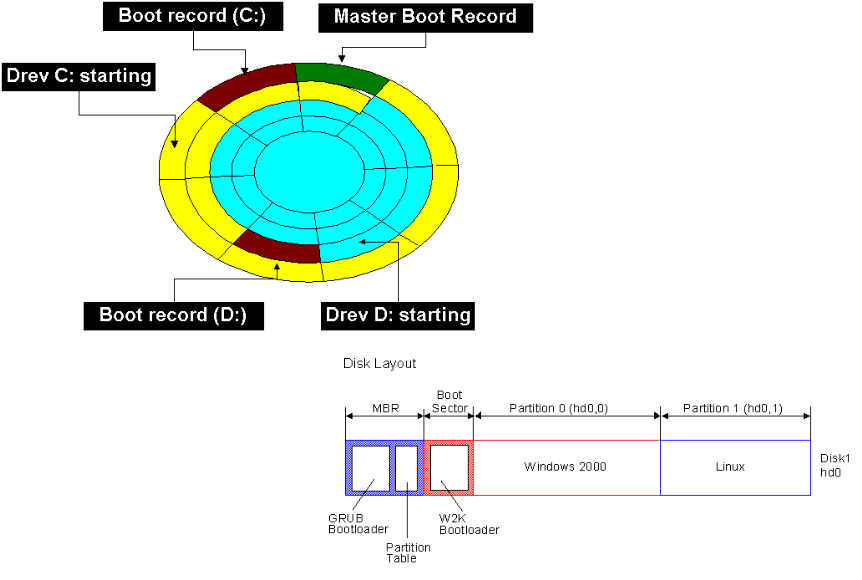 Boot record (C:)
Master Boot Record
Drev C: starting
Boot record (D:)
Drev D: starting
Disk Layout
MBR
Boot
Sector
Partition 0 (hd0,0)
Partition 1 (hd0,1)
Windows 2000
Linux
Disk1
hd0
GRUB
Bootloader
Partition
Table
W2K
Bootloader